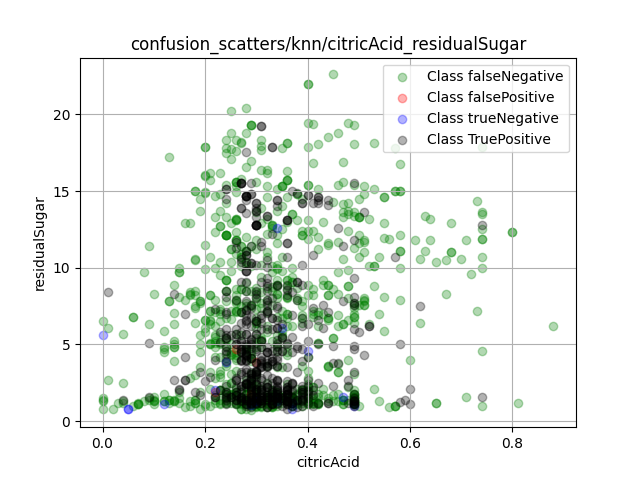 confusion_scatters/knn/citricAcid_residualSugar
Class falseNegative
Class falsePositive
Class trueNegative
Class TruePositive
20
15
10
5
0
residualSugar
0.0 0.2 0.4 0.6 0.8
citricAcid